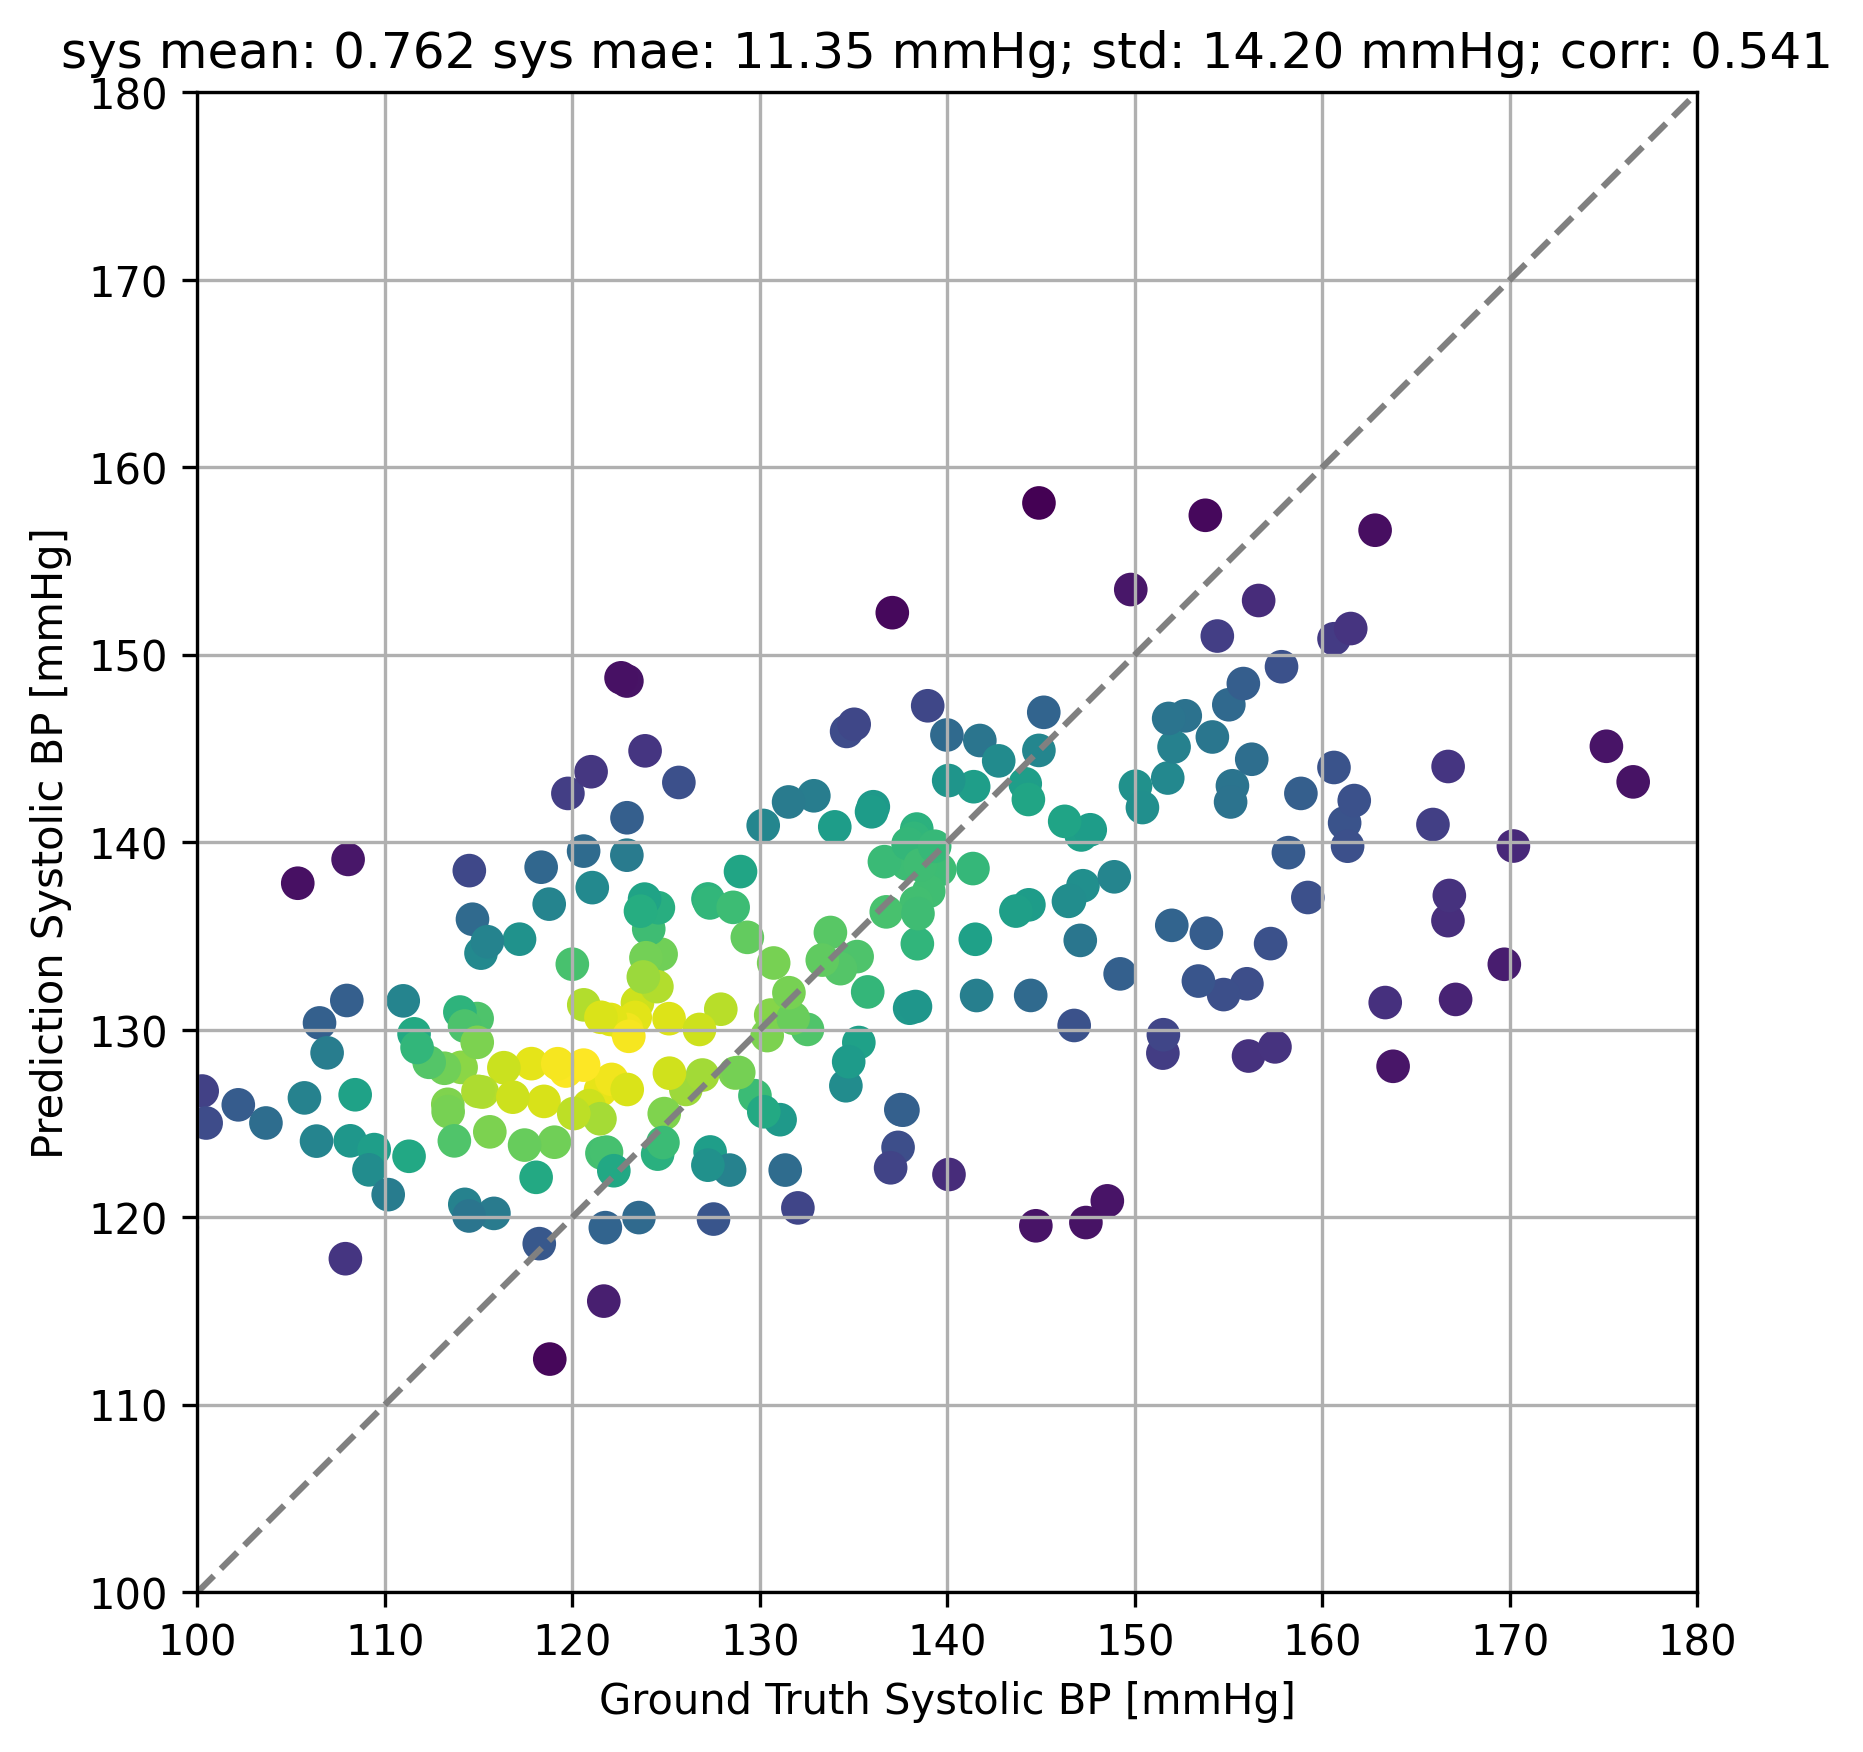 sys mean: 0.762 sys mae: 11.35 mmHg; std: 14.20 mmHg; corr: 0.541
180
170
160
150
140
130
120
110
100
Prediction Systolic BP [mmHg]
100 110 120 130 140 150 160 170 180
Ground Truth Systolic BP [mmHg]